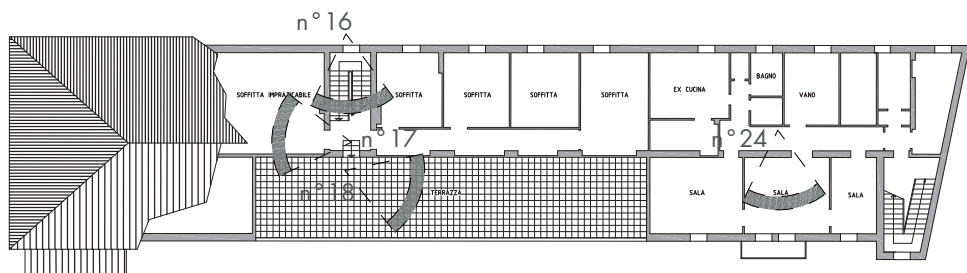 n°16
BAGNO
EX CUCINA
SOFFITTA IMPRATICABILE
SOFFITTA
SOFFITTA
SOFFITTA
SOFFITTA
VANO
n°17
n°24
n°18
TERRAZZA
SALA
SALA
SALA